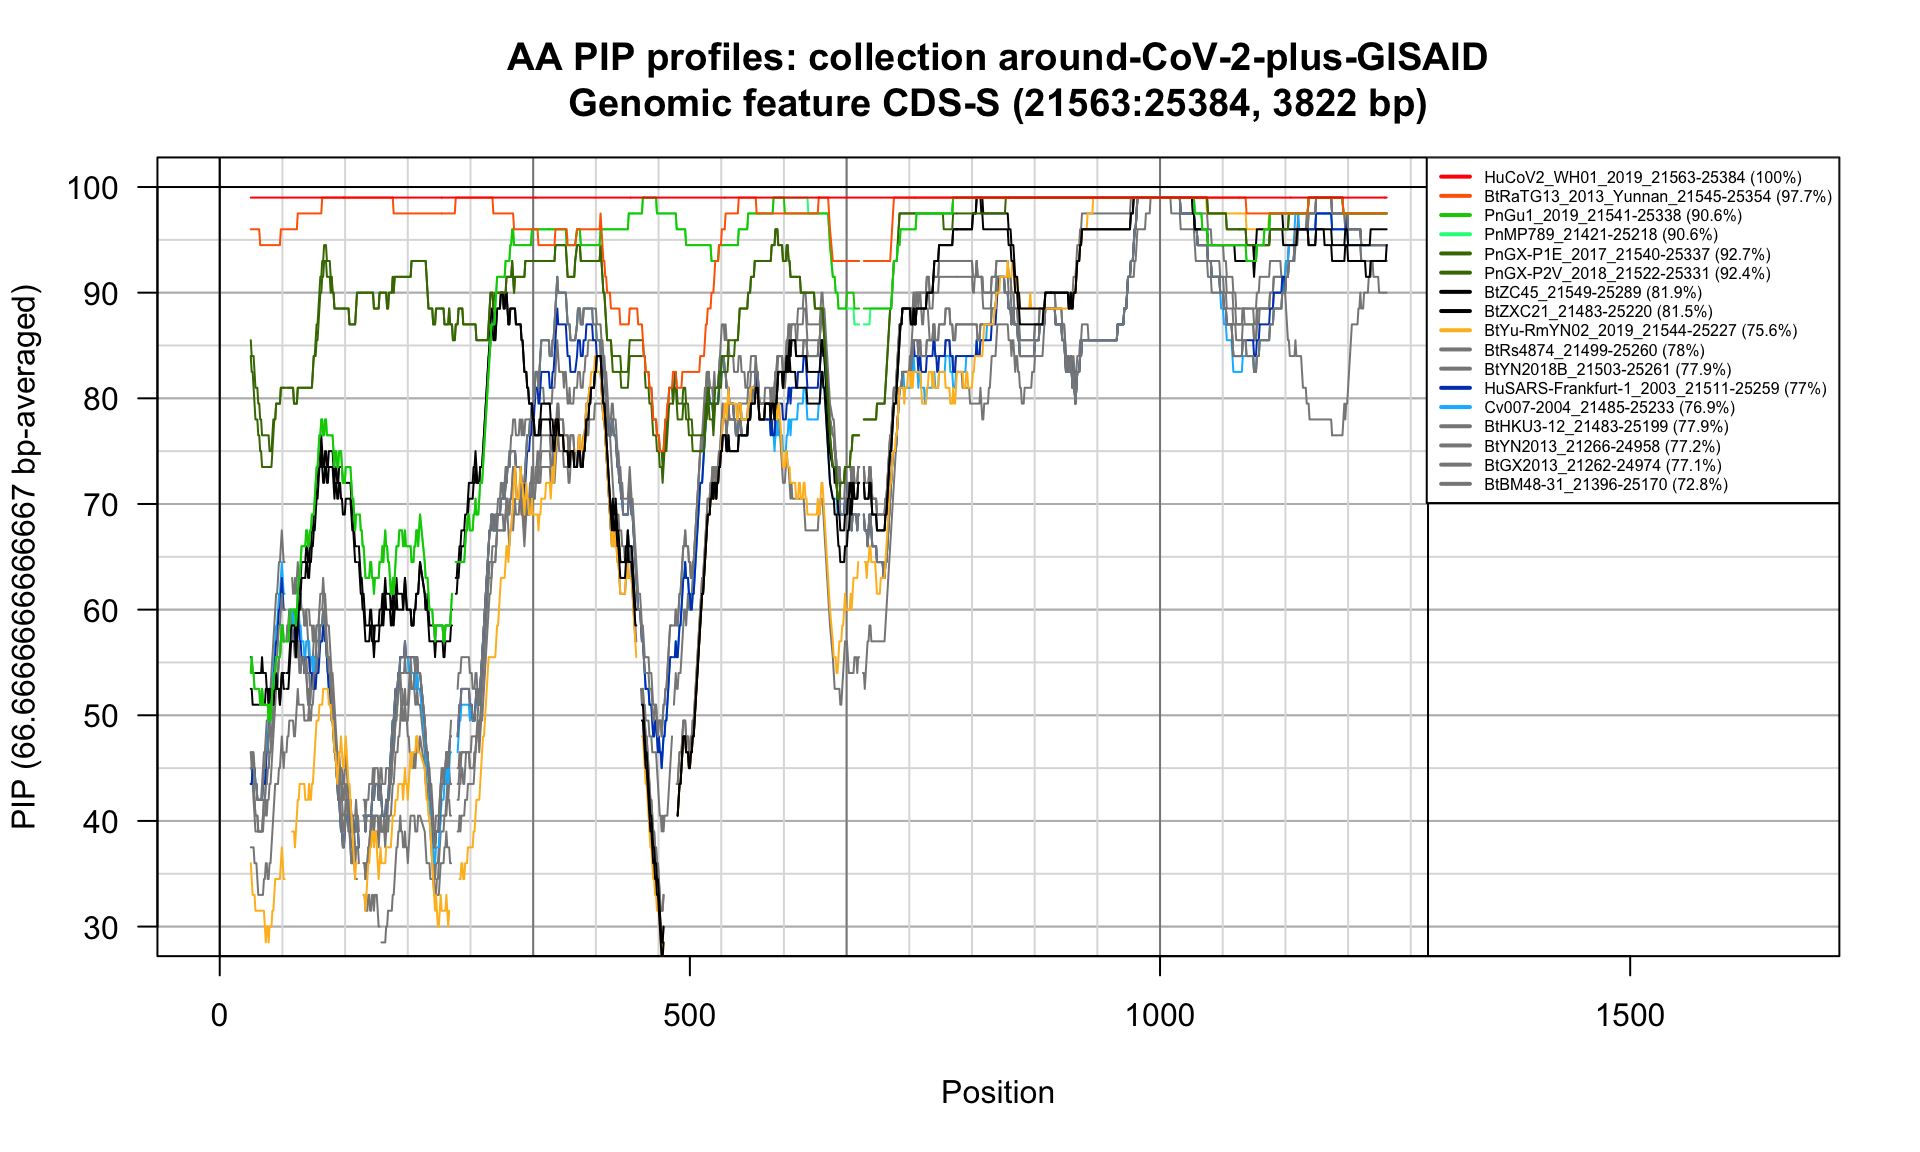 AA PIP profiles: collection around-CoV-2-plus-GISAID
Genomic feature CDS-S (21563:25384, 3822 bp)
PIP (66.6666666666667 bp-averaged)
100
90
80
70
60
50
40
30
HuCoV2_WH01_2019_21563-25384 (100%)
BtRaTG13_2013_Yunnan_21545-25354 (97.7%)
PnGu1_2019_21541-25338 (90.6%)
PnMP789_21421-25218 (90.6%)
PnGX-P1E_2017_21540-25337 (92.7%)
PnGX-P2V_2018_21522-25331 (92.4%)
BtZC45_21549-25289 (81.9%)
BtZXC21_21483-25220 (81.5%)
BtYu-RmYN02_2019_21544-25227 (75.6%)
BtRs4874_21499-25260 (78%)
BtYN2018B_21503-25261 (77.9%)
HuSARS-Frankfurt-1_2003_21511-25259 (77%)
Cv007-2004_21485-25233 (76.9%)
BtHKU3-12_21483-25199 (77.9%)
BtYN2013_21266-24958 (77.2%)
BtGX2013_21262-24974 (77.1%)
BtBM48-31_21396-25170 (72.8%)
0 500 1000 1500
Position